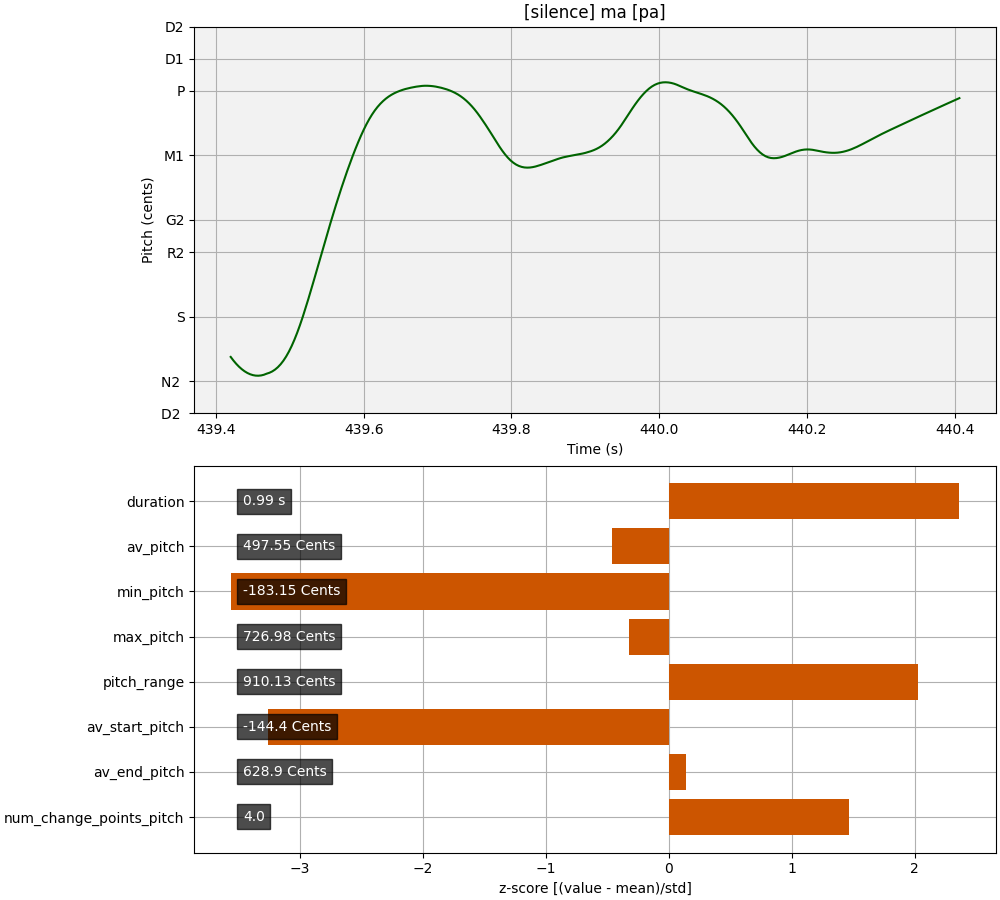 [silence] ma [pa]
D2
D1
P
M1
G2
R2
S
N2
D2
Pitch (cents)
439.4 439.6 439.8 440.0 440.2 440.4
Time (s)
duration 0.99 s
av_pitch 497.55 Cents
min_pitch -183.15 Cents
max_pitch 726.98 Cents
pitch_range 910.13 Cents
av_start_pitch -144.4 Cents
av_end_pitch 628.9 Cents
num_change_points_pitch 4.0
−3 −2 −1 0 1 2
z-score [(value - mean)/std]